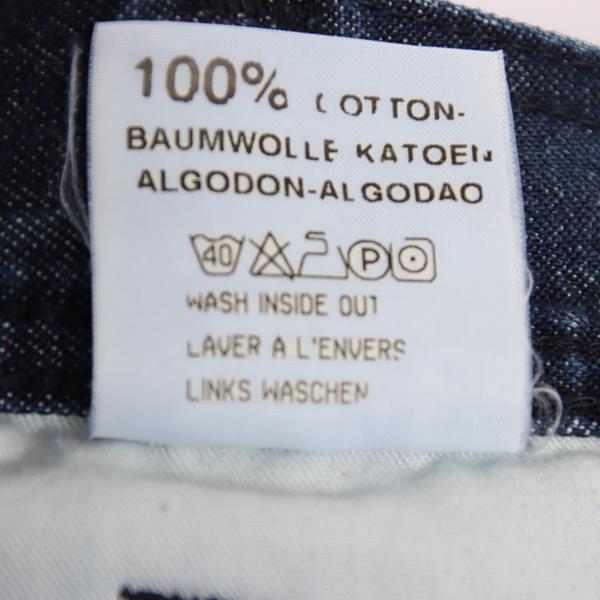 100% COTTON-
BAUMWOLLE KATOEN
ALGODON-ALGODAO
40 P
WASH INSIDE OUT
LAVER A L'ENVERS
LINKS WASCHEN